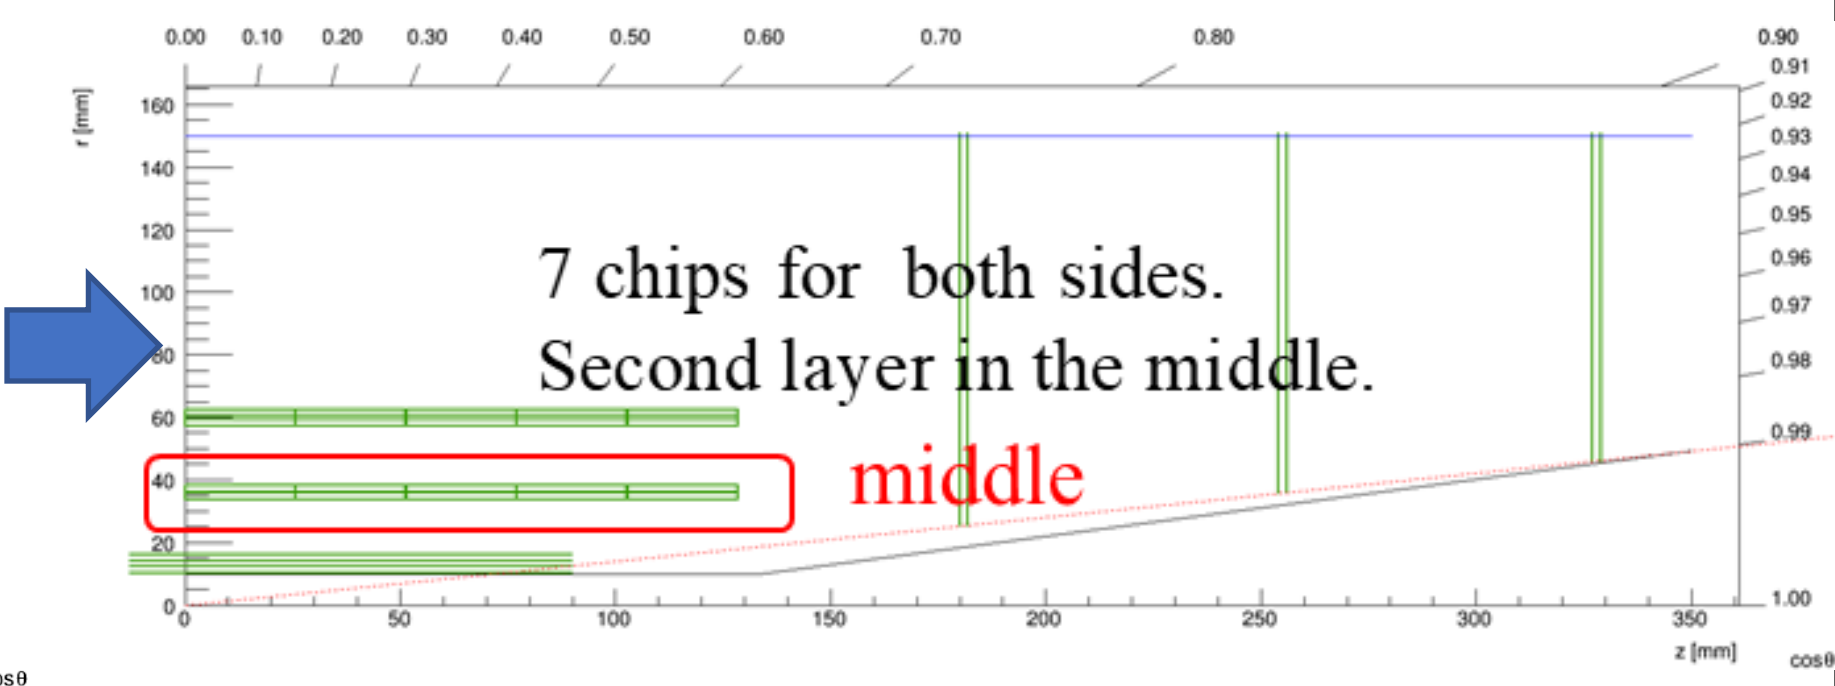 0.00 0.10 0.20 0.30 0.40 0.50 0.60 0.70 0.80 0.90
0.91
160
0.92
r [mm]
0.93
140
0.94
0.95
120
0.96
7 chips for both sides.
100
0.97
80
0.98
Second layer in the middle.
60
0.99
40
middle
20
0
1.00
0 50 100 150 200 250 300 350
z [mm]
cosθ
osθ